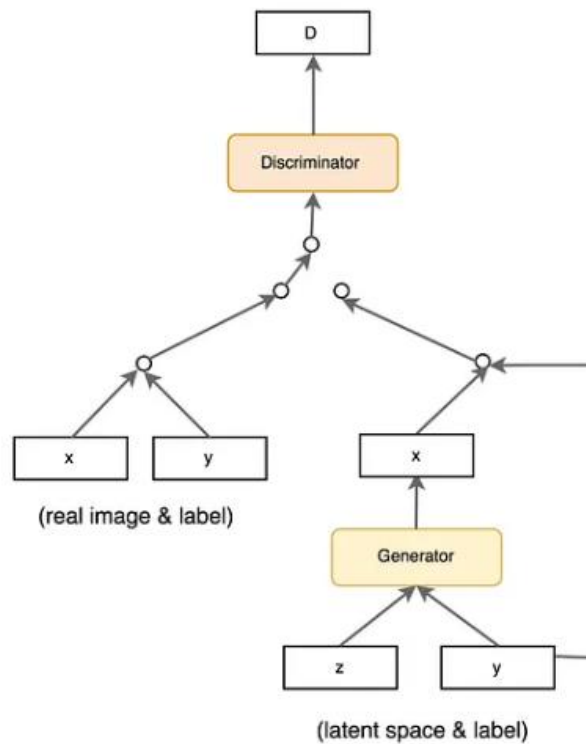 D
Discriminator
x
y
(real image & label)
x
Generator
z
y
(latent space & label)